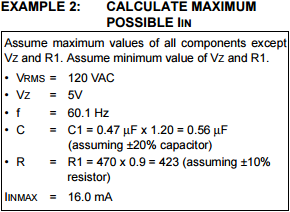 EXAMPLE 2: CALCULATE MAXIMUM
POSSIBLE IIN
Assume maximum values of all components except
VZ and R1. Assume minimum value of VZ and R1.
• VRMS = 120 VAC
• VZ = 5V
• f = 60.1 Hz
• C = C1 = 0.47 µF x 1.20 = 0.56 µF
(assuming ±20% capacitor)
• R = R1 = 470 x 0.9 = 423 (assuming ±10%
resistor)
IINMAX = 16.0 mA